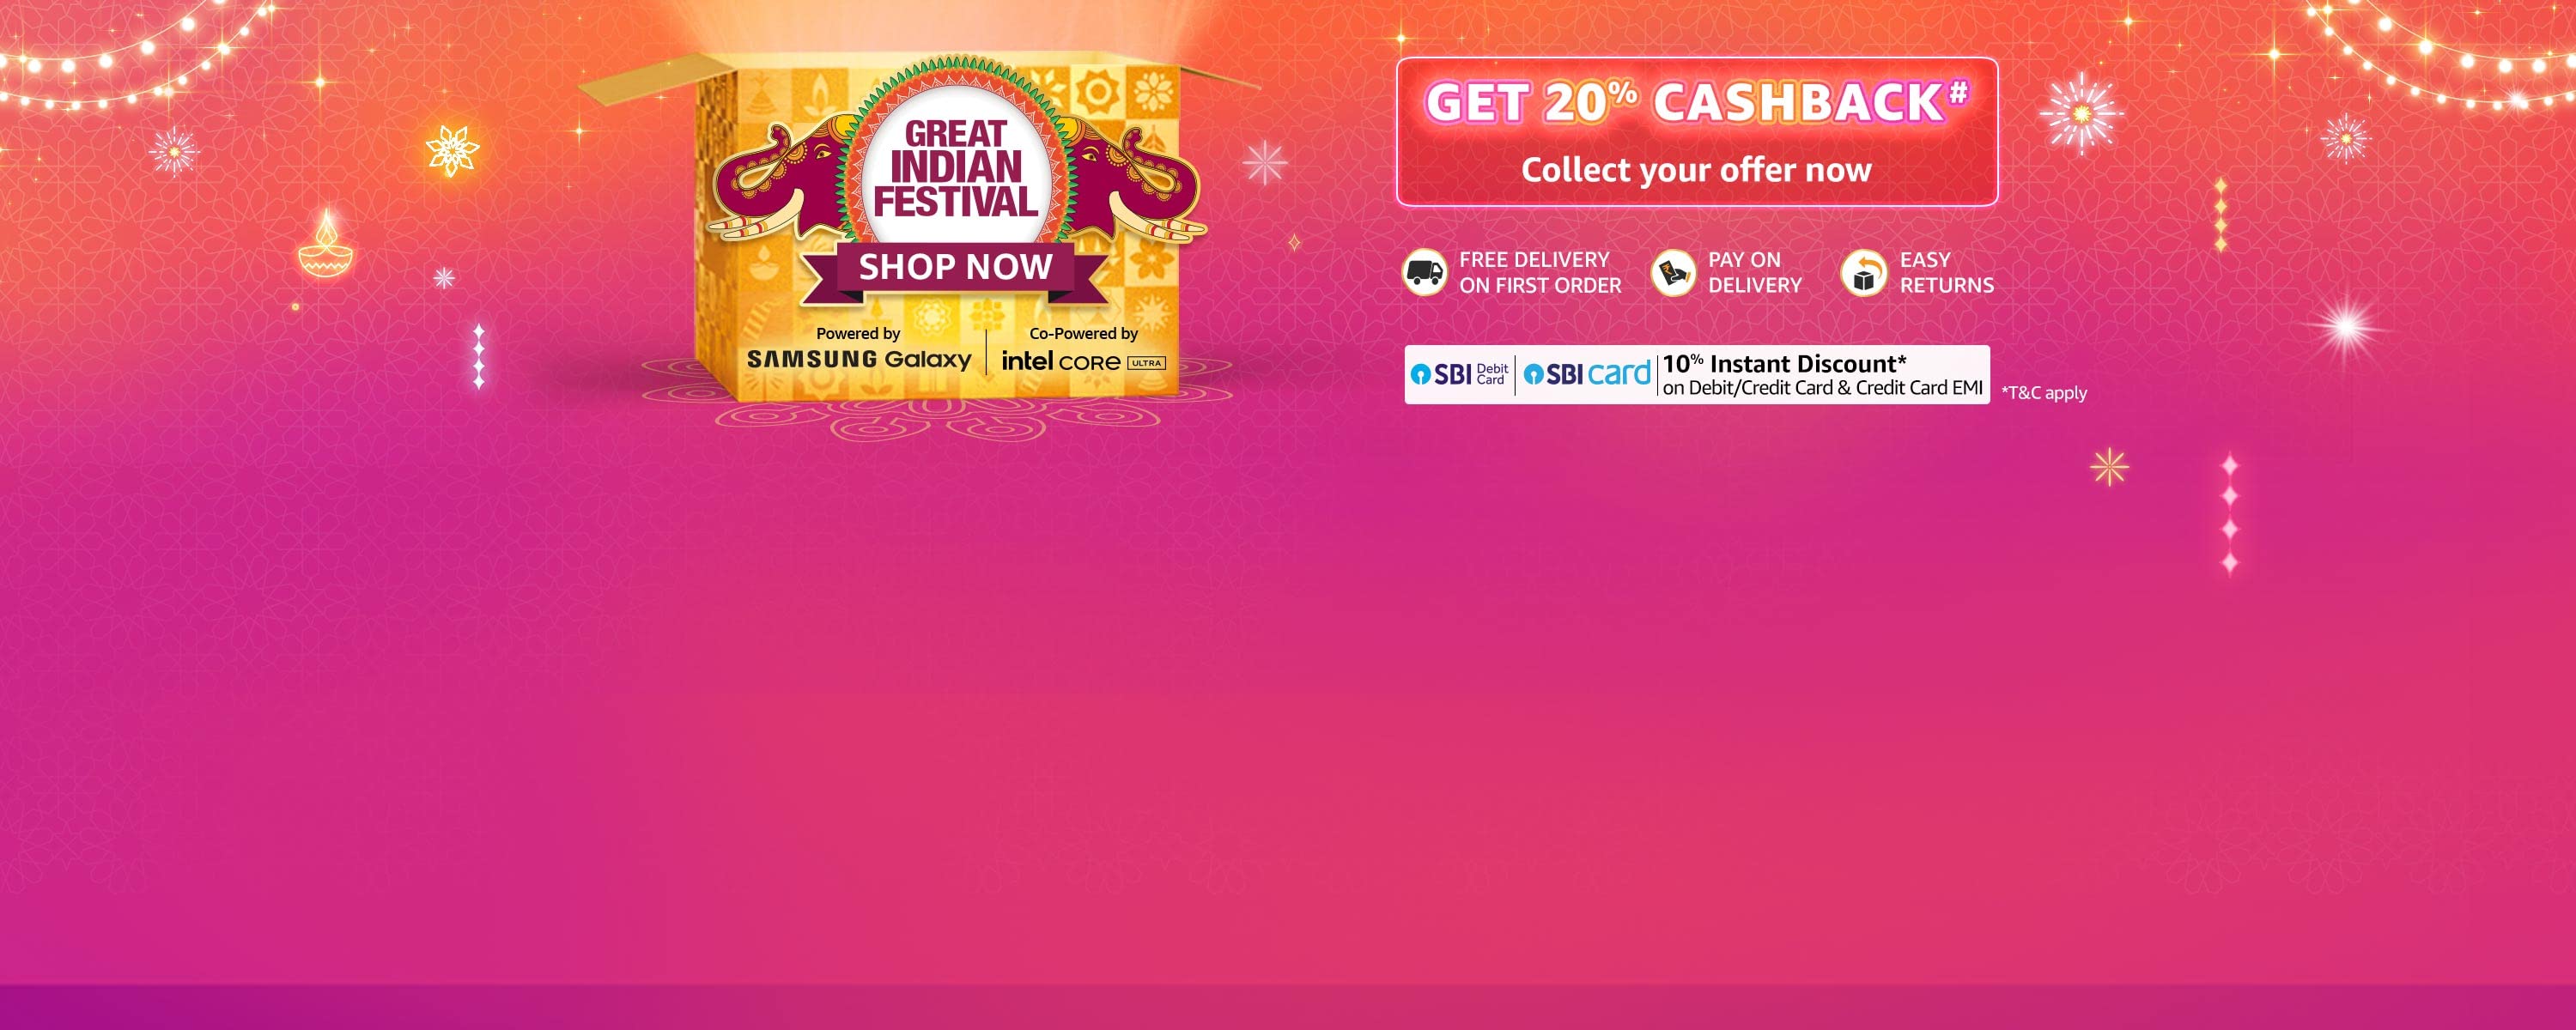 GREAT
INDIAN
FESTIVAL
SHOP NOW
Powered by
SAMSUNG Galaxy
Co-Powered by
intel CORE ULTRA
GET 20% CASHBACK#
Collect your offer now
FREE DELIVERY
ON FIRST ORDER
PAY ON
DELIVERY
EASY
RETURNS
SBI Debit Card
SBI card
10% Instant Discount*
on Debit/Credit Card & Credit Card EMI
*T&C apply